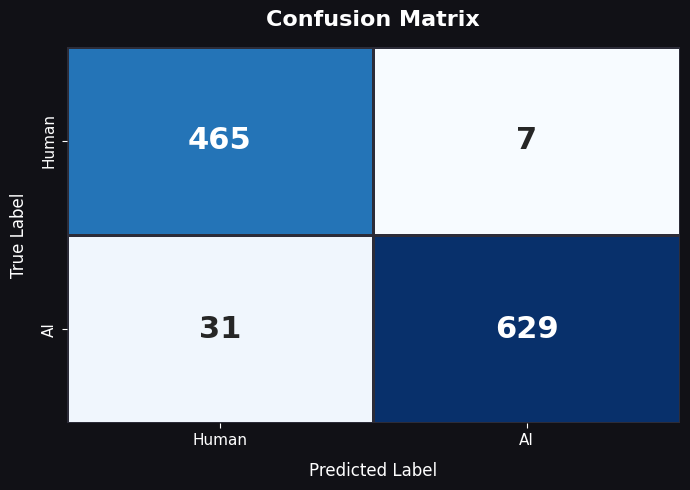 Confusion Matrix
True Label
Human
465
7
AI
31
629
Human
AI
Predicted Label